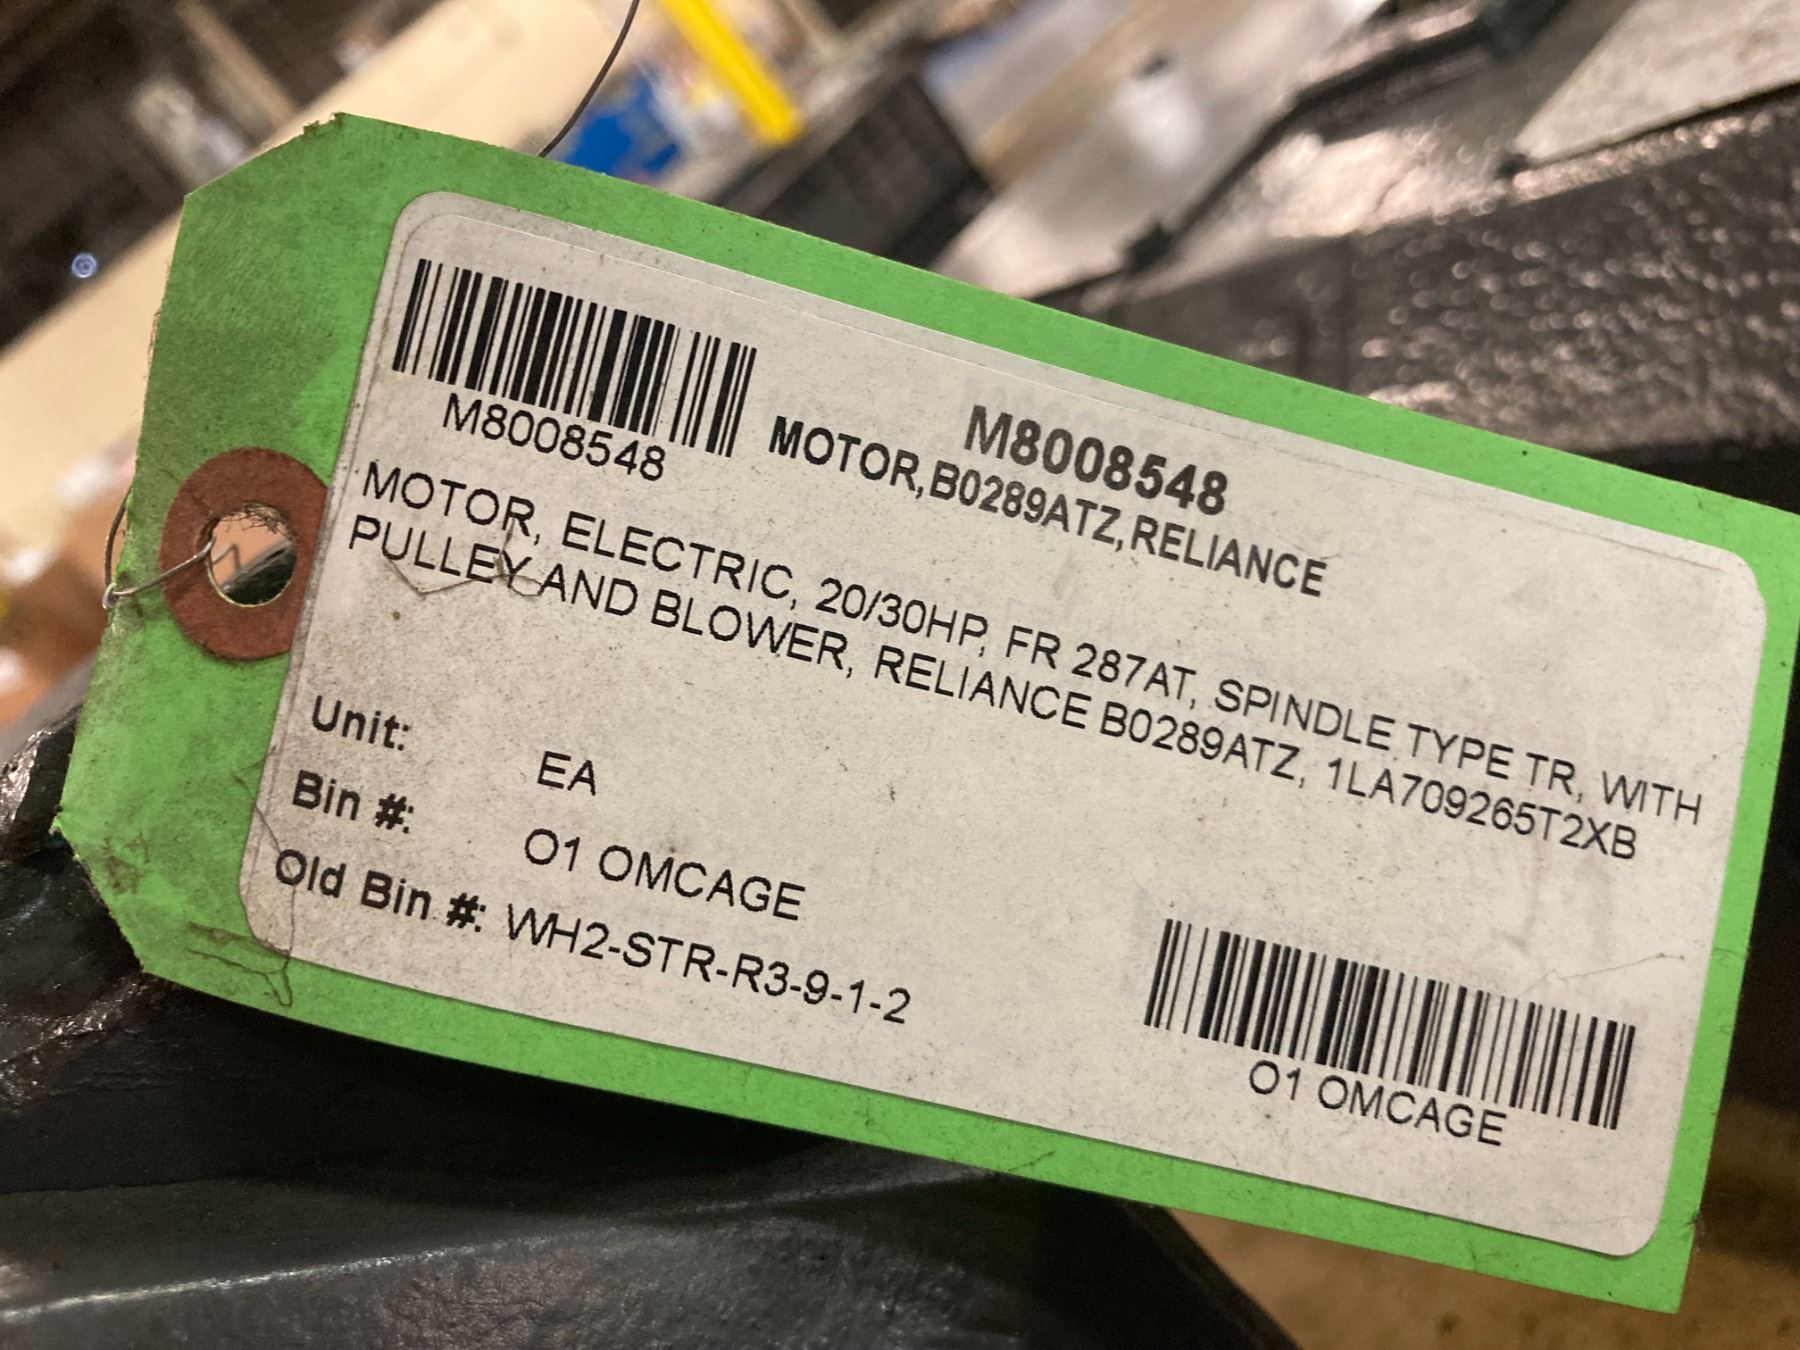 M8008548
M8008548
MOTOR,B0289ATZ,RELIANCE
MOTOR, ELECTRIC, 20/30HP, FR 287AT, SPINDLE TYPE TR, WITH
PULLEY AND BLOWER, RELIANCE B0289ATZ, 1LA709265T2XB
Unit: EA
Bin #: O1 OMCAGE
Old Bin #: WH2-STR-R3-9-1-2
O1 OMCAGE